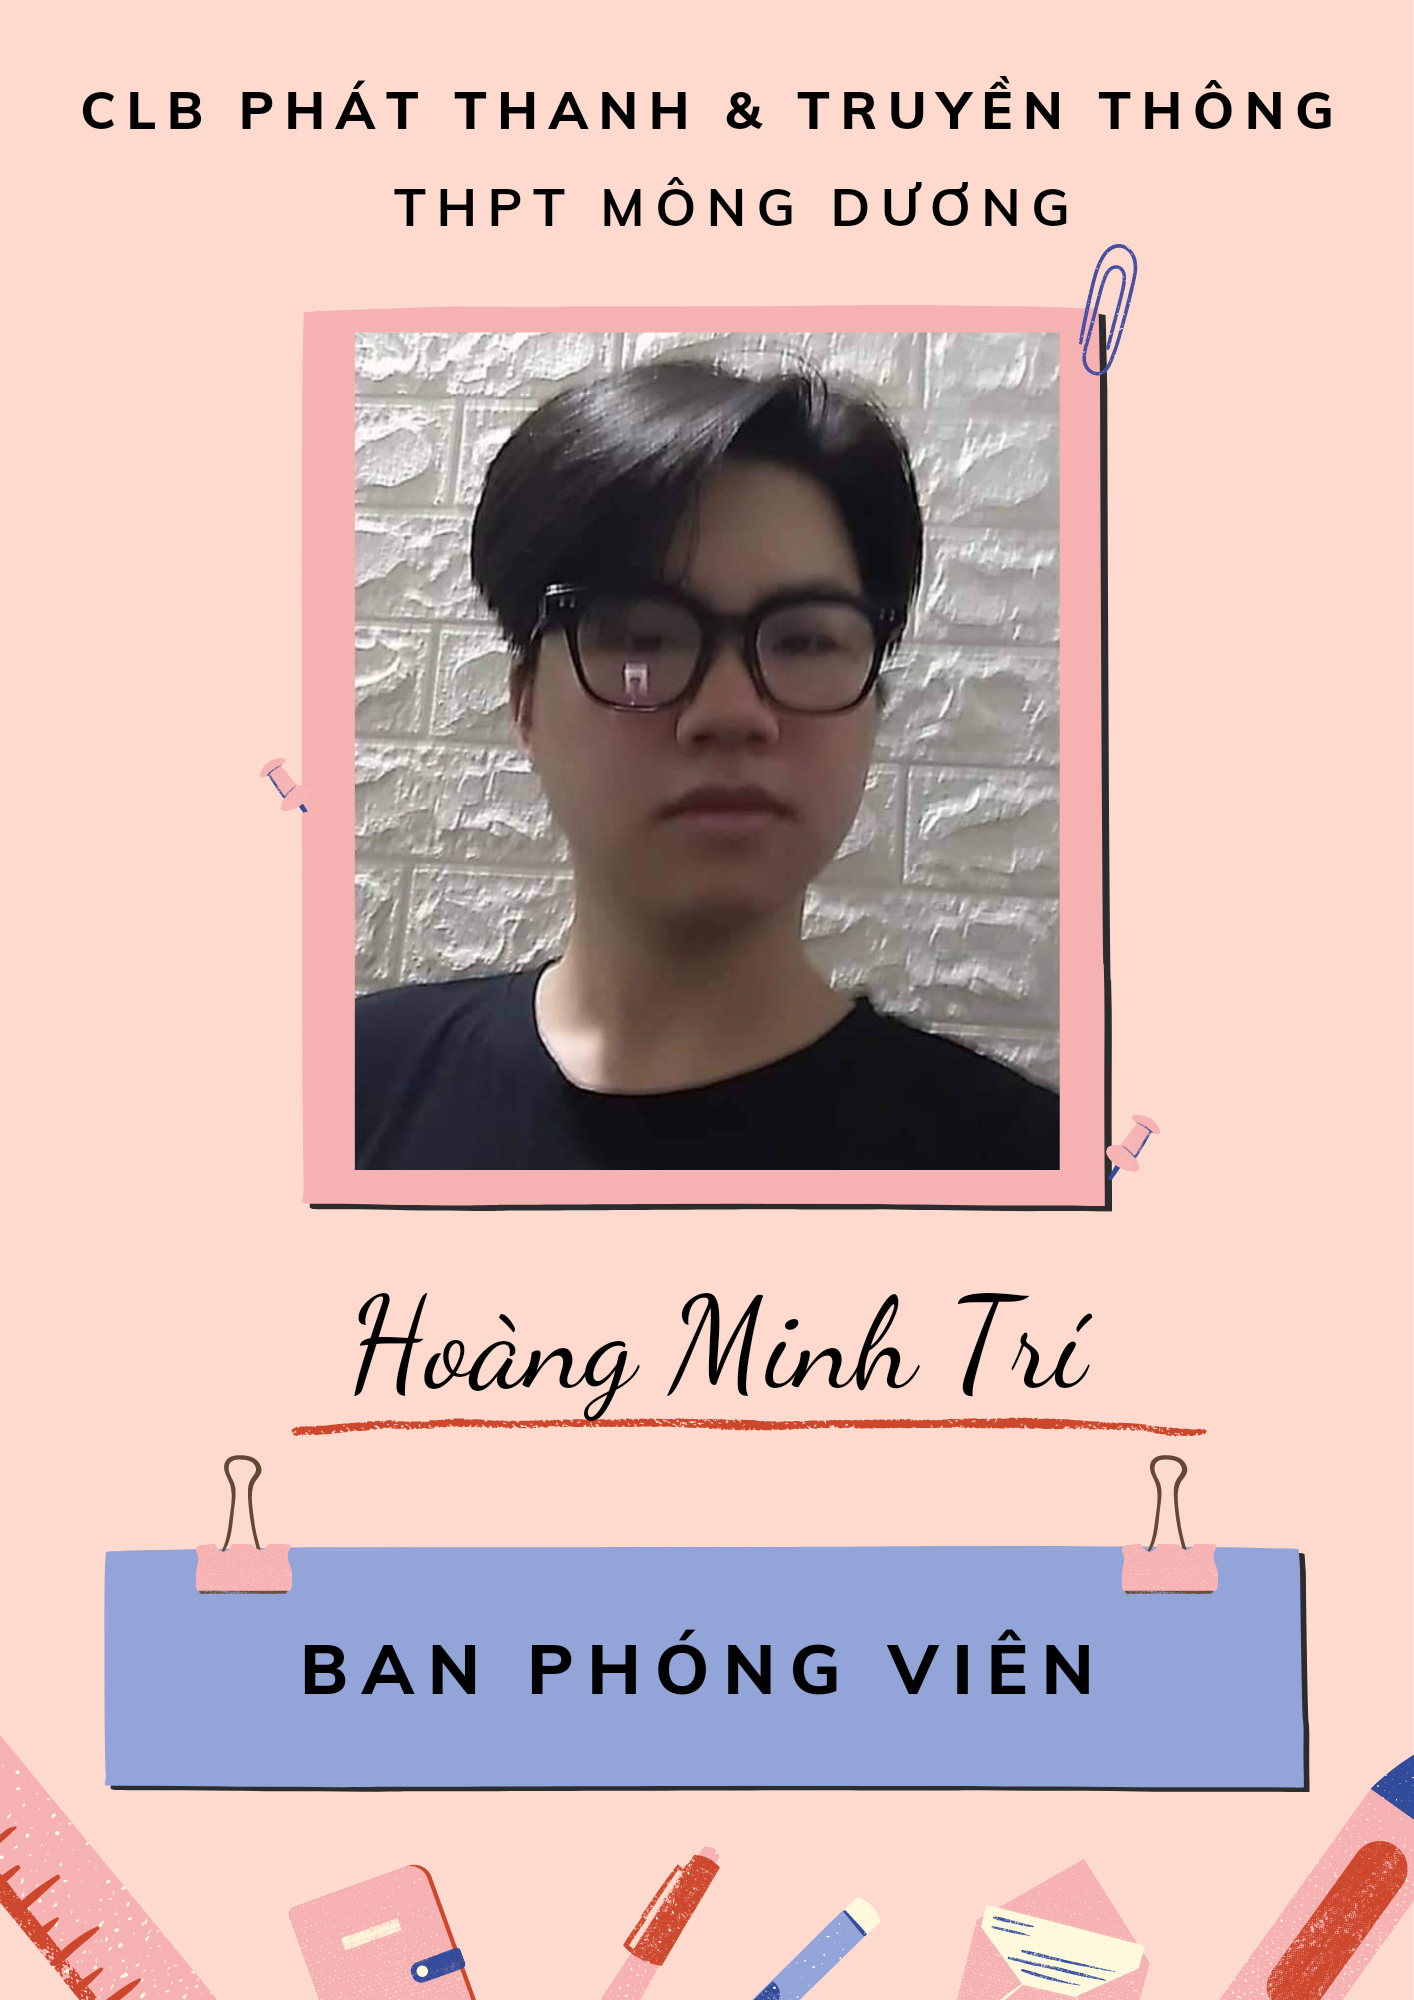 CLB PHÁT THANH & TRUYỀN THÔNG
THPT MÔNG DƯƠNG
Hoàng Minh Trí
BAN PHÓNG VIÊN